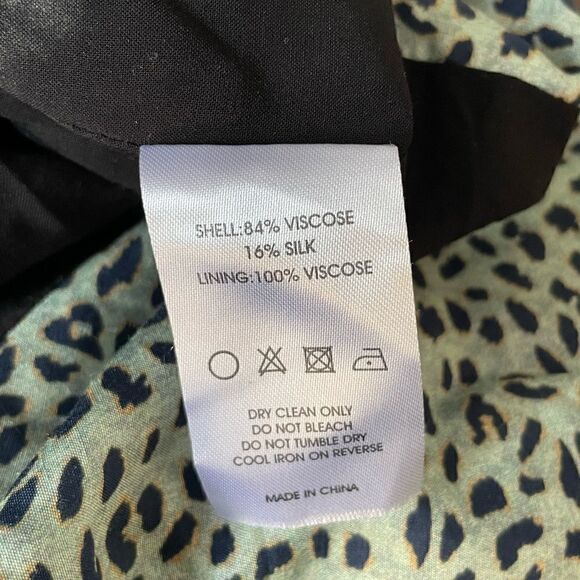 SHELL:84% VISCOSE
16% SILK
LINING:100% VISCOSE
DRY CLEAN ONLY
DO NOT BLEACH
DO NOT TUMBLE DRY
COOL IRON ON REVERSE
MADE IN CHINA